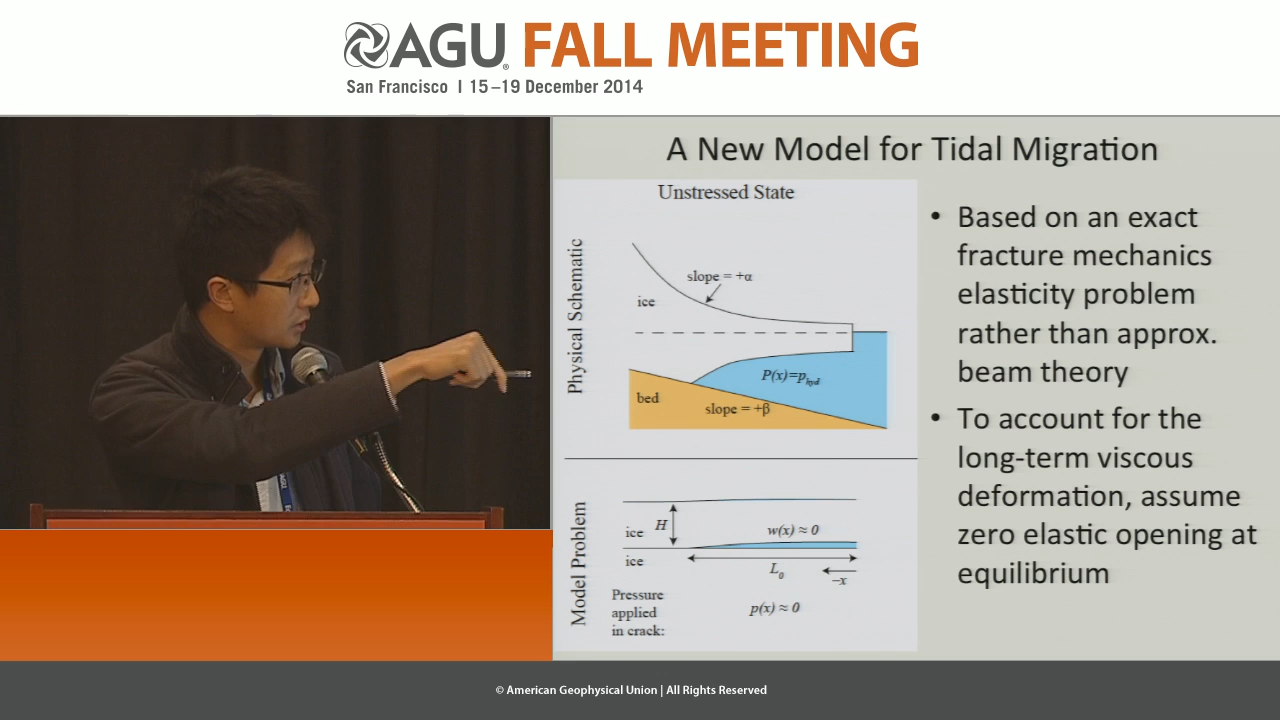 AGU FALL MEETING
San Francisco | 15–19 December 2014
A New Model for Tidal Migration
Unstressed State
Physical Schematic
slope = +α
ice
P(x)=p_hyd
bed
slope = +β
Model Problem
ice
H
w(x) ≈ 0
ice
L_0
−x
Pressure
applied
in crack:
p(x) ≈ 0
• Based on an exact
fracture mechanics
elasticity problem
rather than approx.
beam theory
• To account for the
long-term viscous
deformation, assume
zero elastic opening at
equilibrium
© American Geophysical Union | All Rights Reserved